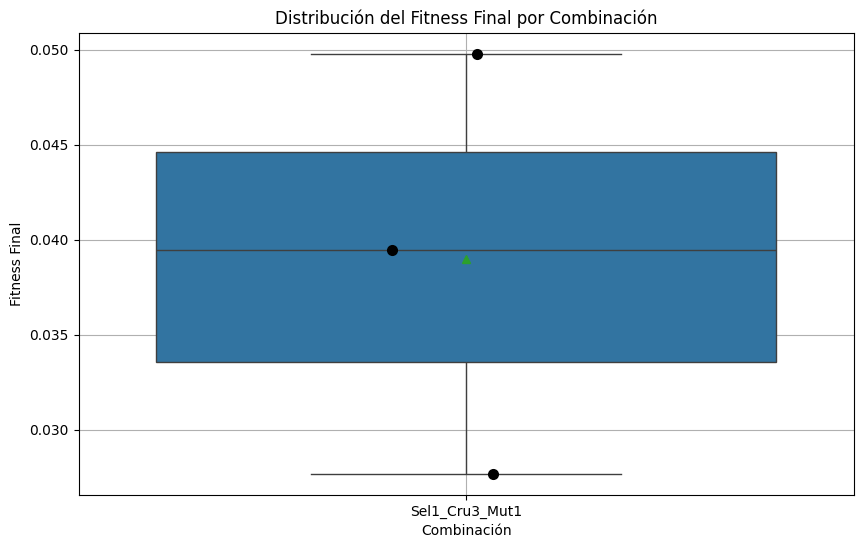 Distribución del Fitness Final por Combinación
0.050
0.045
0.040
0.035
0.030
Fitness Final
Sel1_Cru3_Mut1
Combinación